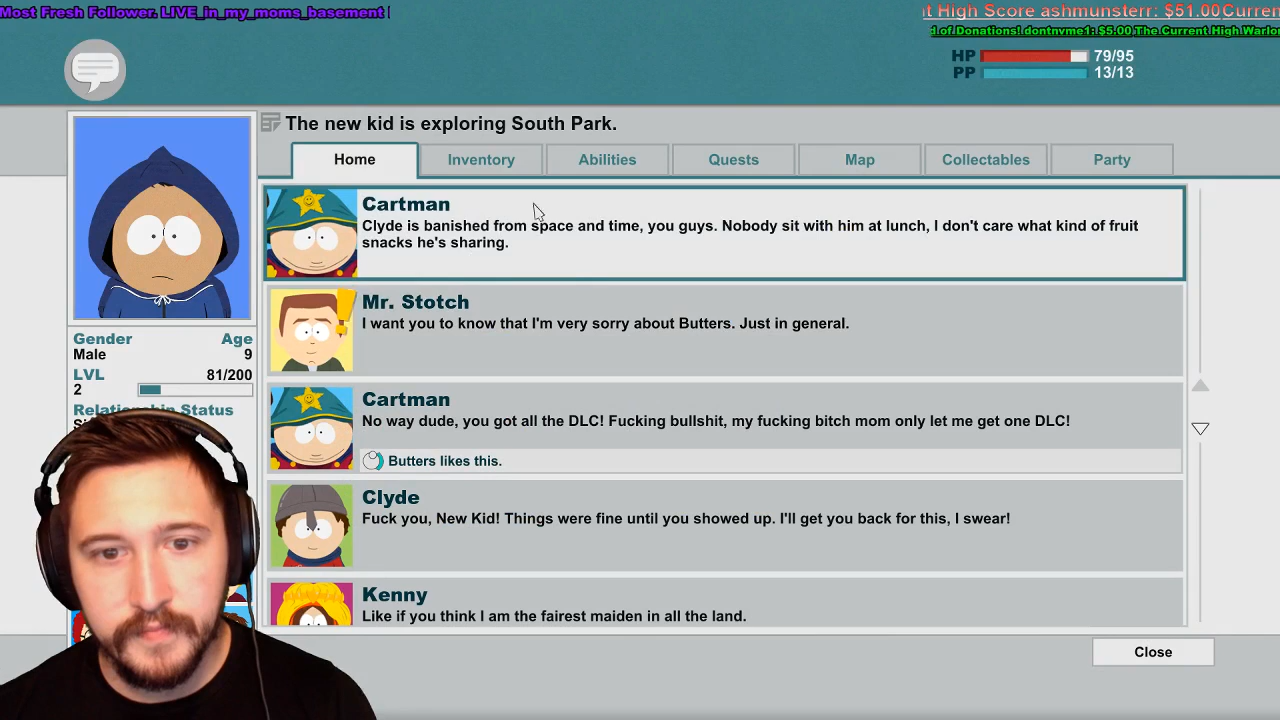 Most Fresh Follower. LIVE_in_my_moms_basement
t High Score ashmunsterr: $51.00Curren
d of Donations! dontnvme1: $5.00 The Current High Warlor
HP 79/95
PP 13/13
The new kid is exploring South Park.
Home Inventory Abilities Quests Map Collectables Party
Cartman
Clyde is banished from space and time, you guys. Nobody sit with him at lunch, I don't care what kind of fruit
snacks he's sharing.
Mr. Stotch
I want you to know that I'm very sorry about Butters. Just in general.
Cartman
No way dude, you got all the DLC! Fucking bullshit, my fucking bitch mom only let me get one DLC!
Butters likes this.
Clyde
Fuck you, New Kid! Things were fine until you showed up. I'll get you back for this, I swear!
Kenny
Like if you think I am the fairest maiden in all the land.
Gender Age
Male 9
LVL 81/200
2
Relationship Status
Close